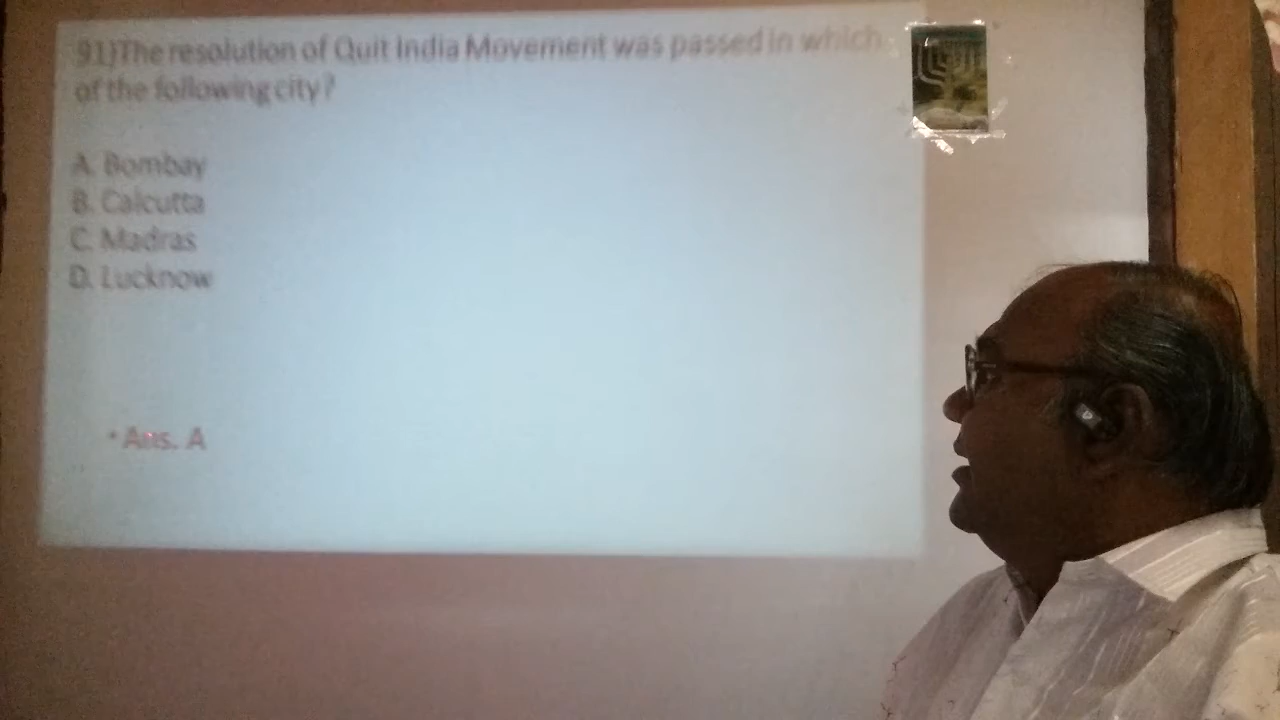 91)The resolution of Quit India Movement was passed in which
of the following city?
A. Bombay
B. Calcutta
C. Madras
D. Lucknow
• Ans. A